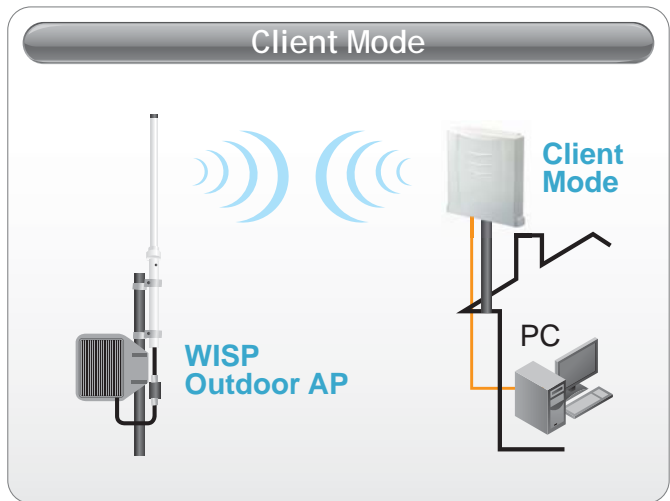 Client Mode
Client
Mode
WISP
Outdoor AP
PC